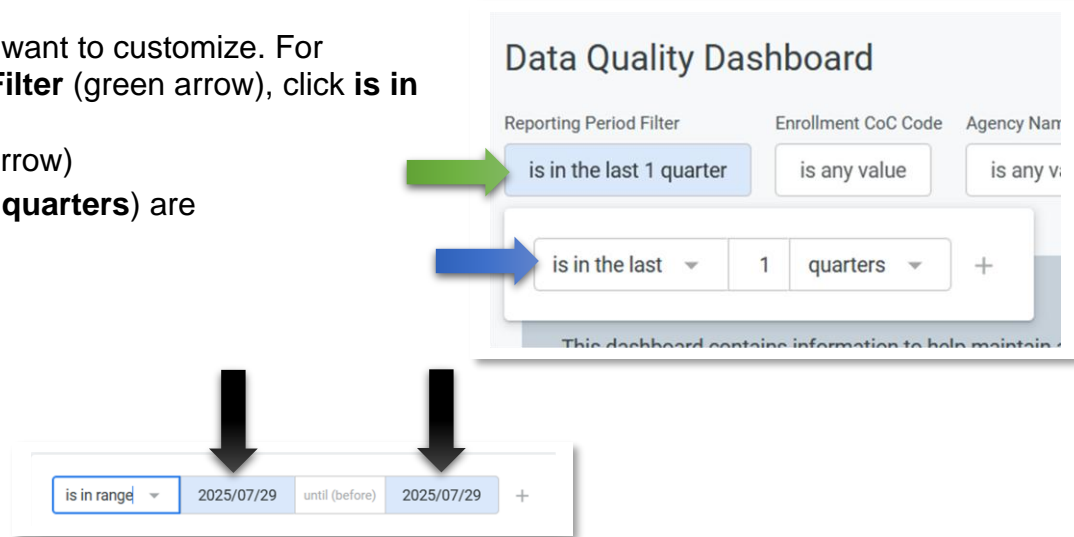 want to customize. For
Filter (green arrow), click is in
rrow)
quarters) are
Data Quality Dashboard
Reporting Period Filter Enrollment CoC Code Agency Nam
is in the last 1 quarter is any value is any va
is in the last 1 quarters +
This dashboard contains information to help maintain a
is in range 2025/07/29 until (before) 2025/07/29 +